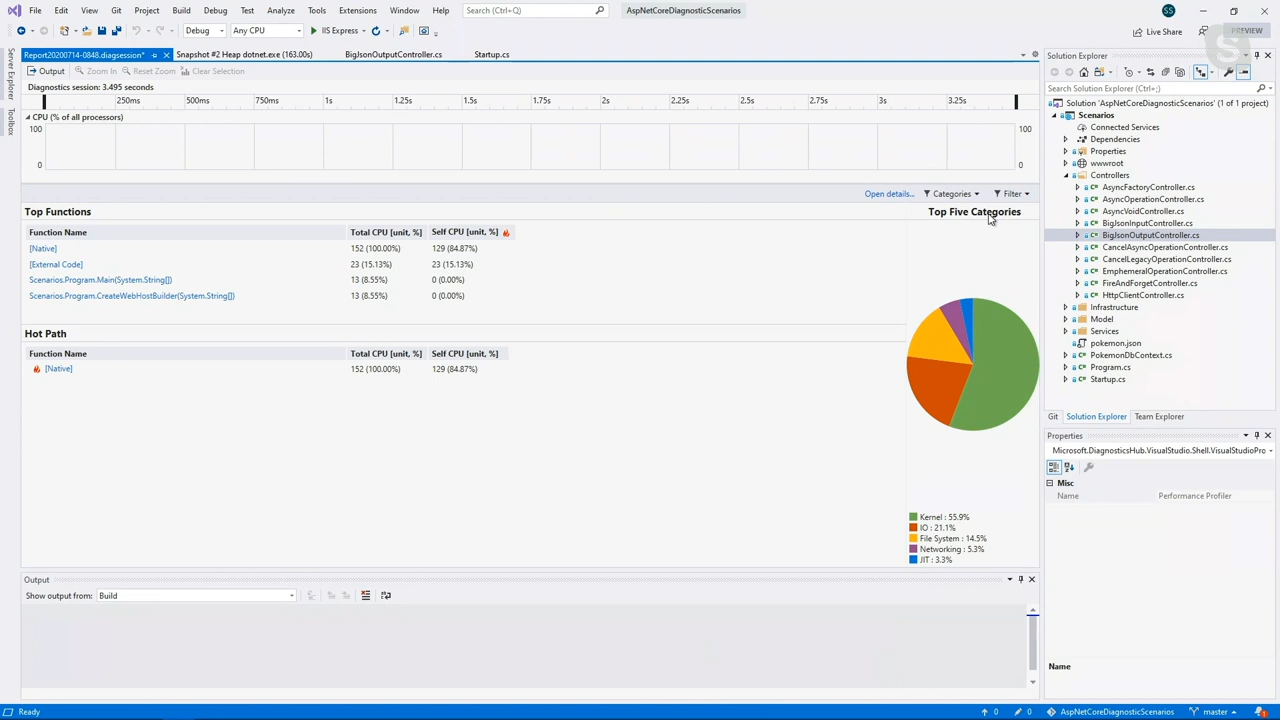 File Edit View Git Project Build Debug Test Analyze Tools Extensions Window Help Search (Ctrl+;) AspNetCoreDiagnosticScenarios SS
Debug Any CPU IIS Express Live Share PREVIEW
Server Explorer
Toolbox
Report20200714-0848.diagsession* Snapshot #2 Heap dotnet.exe (163.00s) BigJsonOutputController.cs Startup.cs
Output Zoom In Reset Zoom Clear Selection
Diagnostics session: 3.495 seconds
250ms 500ms 750ms 1s 1.25s 1.5s 1.75s 2s 2.25s 2.5s 2.75s 3s 3.25s
CPU (% of all processors)
100 100
0 0
Open details... Categories Filter
Top Functions
Function Name Total CPU [unit, %] Self CPU [unit, %]
[Native] 152 (100.00%) 129 (84.87%)
[External Code] 23 (15.13%) 23 (15.13%)
Scenarios.Program.Main(System.String[]) 13 (8.55%) 0 (0.00%)
Scenarios.Program.CreateWebHostBuilder(System.String[]) 13 (8.55%) 0 (0.00%)
Hot Path
Function Name Total CPU [unit, %] Self CPU [unit, %]
[Native] 152 (100.00%) 129 (84.87%)
Top Five Categories
Kernel : 55.9%
IO : 21.1%
File System : 14.5%
Networking : 5.3%
JIT : 3.3%
Output
Show output from: Build
Solution Explorer
Search Solution Explorer (Ctrl+;)
Solution 'AspNetCoreDiagnosticScenarios' (1 of 1 project)
Scenarios
Connected Services
Dependencies
Properties
wwwroot
Controllers
C# AsyncFactoryController.cs
C# AsyncOperationController.cs
C# AsyncVoidController.cs
C# BigJsonInputController.cs
C# BigJsonOutputController.cs
C# CancelAsyncOperationController.cs
C# CancelLegacyOperationController.cs
C# EmphemeralOperationController.cs
C# FireAndForgetController.cs
C# HttpClientController.cs
Infrastructure
Model
Services
pokemon.json
C# PokemonDbContext.cs
C# Program.cs
C# Startup.cs
Git Solution Explorer Team Explorer
Properties
Microsoft.DiagnosticsHub.VisualStudio.Shell.VisualStudioPro
Misc
Name Performance Profiler
Name
Ready 0 0 AspNetCoreDiagnosticScenarios master 1